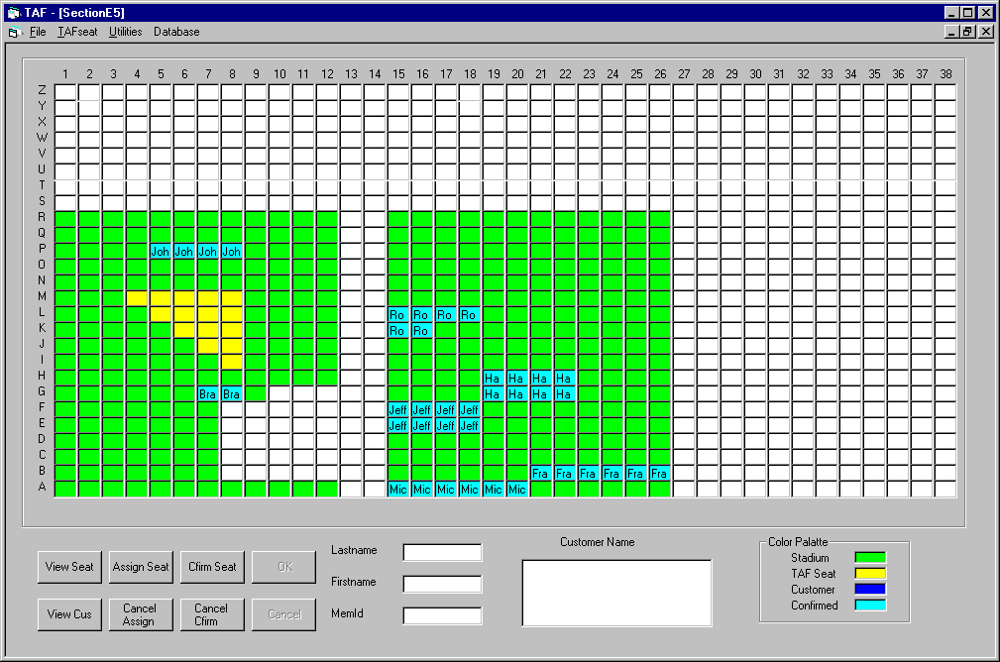 TAF - [SectionE5]
File TAFseat Utilities Database
1 2 3 4 5 6 7 8 9 10 11 12 13 14 15 16 17 18 19 20 21 22 23 24 25 26 27 28 29 30 31 32 33 34 35 36 37 38
Z
Y
X
W
V
U
T
S
R
Q
P Joh Joh Joh Joh
O
N
M
L Ro Ro Ro Ro
K Ro Ro
J
I
H Ha Ha Ha Ha
G Bra Bra Ha Ha Ha Ha
F Jeff Jeff Jeff Jeff
E Jeff Jeff Jeff Jeff
D
C
B Fra Fra Fra Fra Fra Fra
A Mic Mic Mic Mic Mic Mic
View Seat Assign Seat Cfirm Seat OK
View Cus Cancel Assign Cancel Cfirm Cancel
Lastname
Firstname
MemId
Customer Name
Color Palatte
Stadium
TAF Seat
Customer
Confirmed